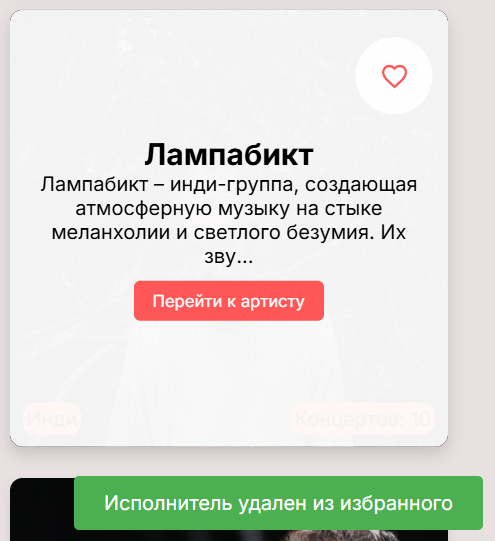 Лампабикт
Лампабикт – инди-группа, создающая
атмосферную музыку на стыке
меланхолии и светлого безумия. Их
зву...
Перейти к артисту
Инди
Концертов: 10
Исполнитель удален из избранного